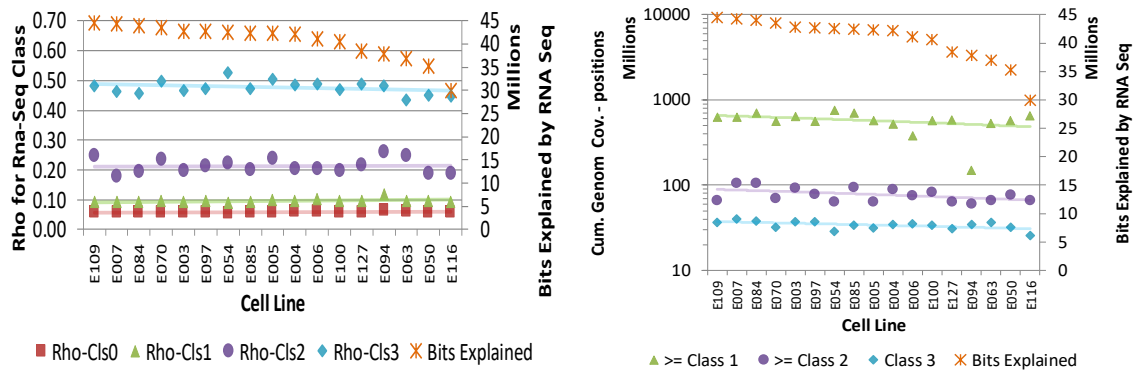 Rho for Rna-Seq Class
0.70
0.60
0.50
0.40
0.30
0.20
0.10
0.00
45
40
35
30
25
20
15
10
5
0
Millions
Bits Explained by RNA Seq
E109
E007
E084
E070
E003
E097
E054
E085
E005
E004
E006
E100
E127
E094
E063
E050
E116
Cell Line
Rho-Cls0 Rho-Cls1 Rho-Cls2 Rho-Cls3 Bits Explained
Cum. Genom Cov. - positions
Millions
10000
1000
100
10
45
40
35
30
25
20
15
10
5
0
Millions
Bits Explained by RNA Seq
E109
E007
E084
E070
E003
E097
E054
E085
E005
E004
E006
E100
E127
E094
E063
E050
E116
Cell Line
>= Class 1 >= Class 2 Class 3 Bits Explained